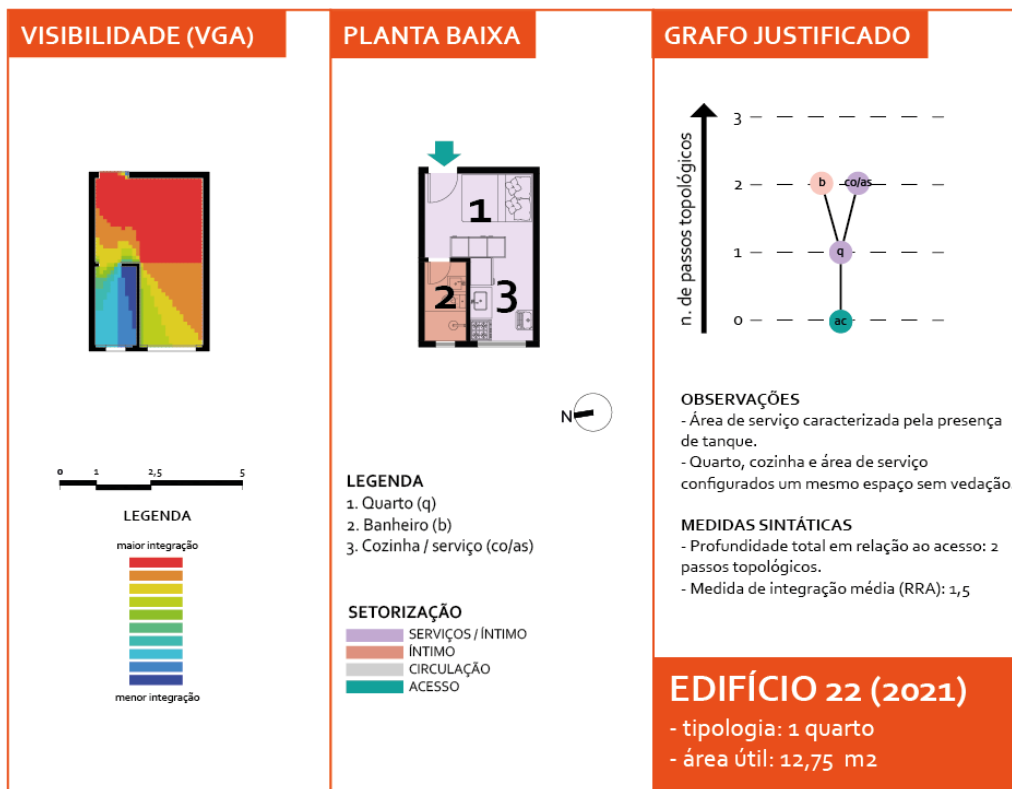 VISIBILIDADE (VGA)
0 1 2,5 5
LEGENDA
maior integração
menor integração
PLANTA BAIXA
1
2
3
N
LEGENDA
1. Quarto (q)
2. Banheiro (b)
3. Cozinha / serviço (co/as)
SETORIZAÇÃO
SERVIÇOS / ÍNTIMO
ÍNTIMO
CIRCULAÇÃO
ACESSO
GRAFO JUSTIFICADO
n. de passos topológicos
3
2
b
co/as
1
q
0
ac
OBSERVAÇÕES
- Área de serviço caracterizada pela presença
de tanque.
- Quarto, cozinha e área de serviço
configurados um mesmo espaço sem vedação.
MEDIDAS SINTÁTICAS
- Profundidade total em relação ao acesso: 2
passos topológicos.
- Medida de integração média (RRA): 1,5
EDIFÍCIO 22 (2021)
- tipologia: 1 quarto
- área útil: 12,75 m2